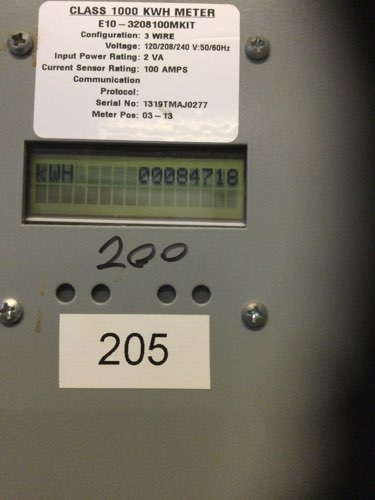 CLASS 1000 KWH METER
E10-3208100MKIT
Configuration: 3 WIRE
Voltage: 120/208/240 V:50/60Hz
Input Power Rating: 2 VA
Current Sensor Rating: 100 AMPS
Communication
Protocol:
Serial No: 1319TMAJ0277
Meter Pos: 03-13
kWH 00084718
200
205